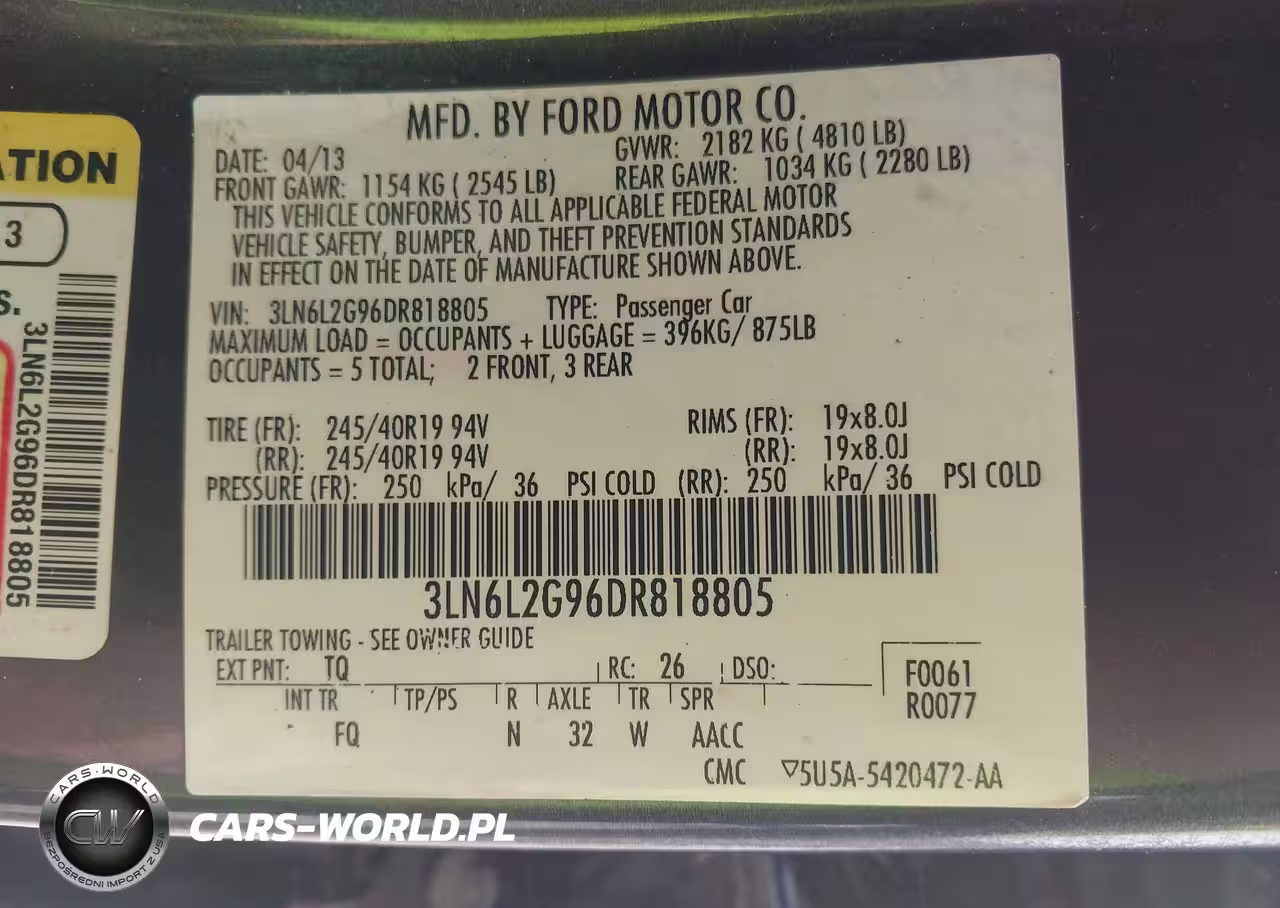 ATION
3
S.
3LN6L2G96DR818805
MFD. BY FORD MOTOR CO.
DATE: 04/13 GVWR: 2182 KG ( 4810 LB)
FRONT GAWR: 1154 KG ( 2545 LB) REAR GAWR: 1034 KG ( 2280 LB)
THIS VEHICLE CONFORMS TO ALL APPLICABLE FEDERAL MOTOR
VEHICLE SAFETY, BUMPER, AND THEFT PREVENTION STANDARDS
IN EFFECT ON THE DATE OF MANUFACTURE SHOWN ABOVE.
VIN: 3LN6L2G96DR818805 TYPE: Passenger Car
MAXIMUM LOAD = OCCUPANTS + LUGGAGE = 396KG/ 875LB
OCCUPANTS = 5 TOTAL; 2 FRONT, 3 REAR
TIRE (FR): 245/40R19 94V RIMS (FR): 19x8.0J
(RR): 245/40R19 94V (RR): 19x8.0J
PRESSURE (FR): 250 kPa/ 36 PSI COLD (RR): 250 kPa/ 36 PSI COLD
3LN6L2G96DR818805
TRAILER TOWING - SEE OWNER GUIDE
EXT PNT: TQ RC: 26 DSO: F0061
INT TR TP/PS R AXLE TR SPR R0077
FQ N 32 W AACC
CMC ▽5U5A-5420472-AA
CARS-WORLD
CW
BEZPOŚREDNI IMPORT Z USA
CARS-WORLD.PL